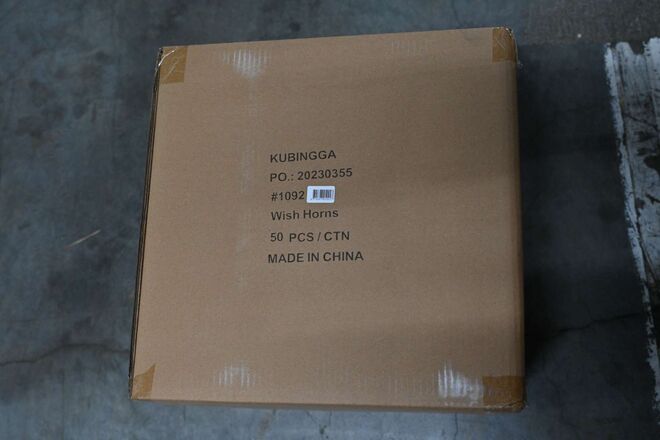 KUBINGGA
PO.: 20230355
#1092
Wish Horns
50 PCS / CTN
MADE IN CHINA